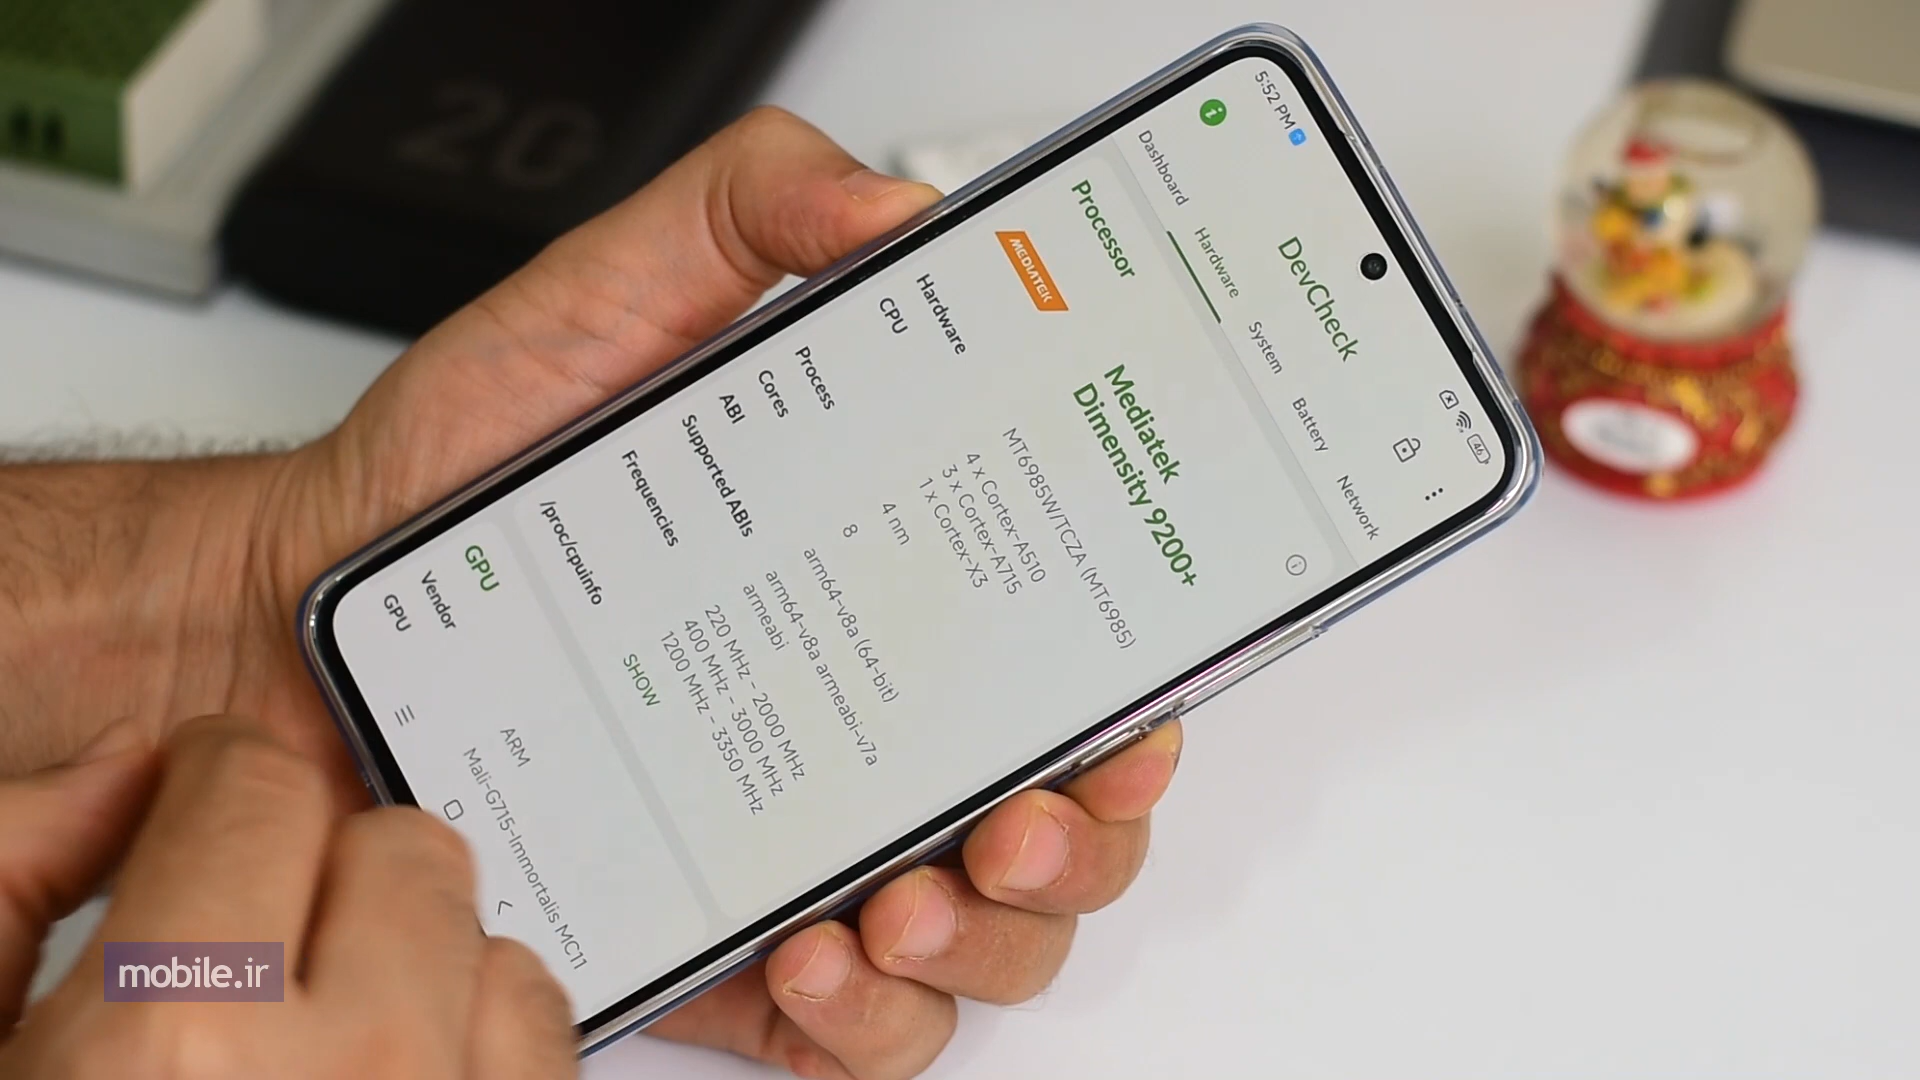 20
5:52 PM
46
DevCheck
Dashboard
Hardware
System
Battery
Network
Processor
MEDIATEK
Mediatek
Dimensity 9200+
Hardware
MT6985W/TCZA (MT6985)
CPU
4 x Cortex-A510
3 x Cortex-A715
1 x Cortex-X3
Process
4 nm
Cores
8
ABI
arm64-v8a (64-bit)
Supported ABIs
arm64-v8a armeabi-v7a
armeabi
Frequencies
220 MHz - 2000 MHz
400 MHz - 3000 MHz
1200 MHz - 3350 MHz
/proc/cpuinfo
SHOW
GPU
Vendor
ARM
GPU
Mali-G715-Immortalis MC11
mobile.ir